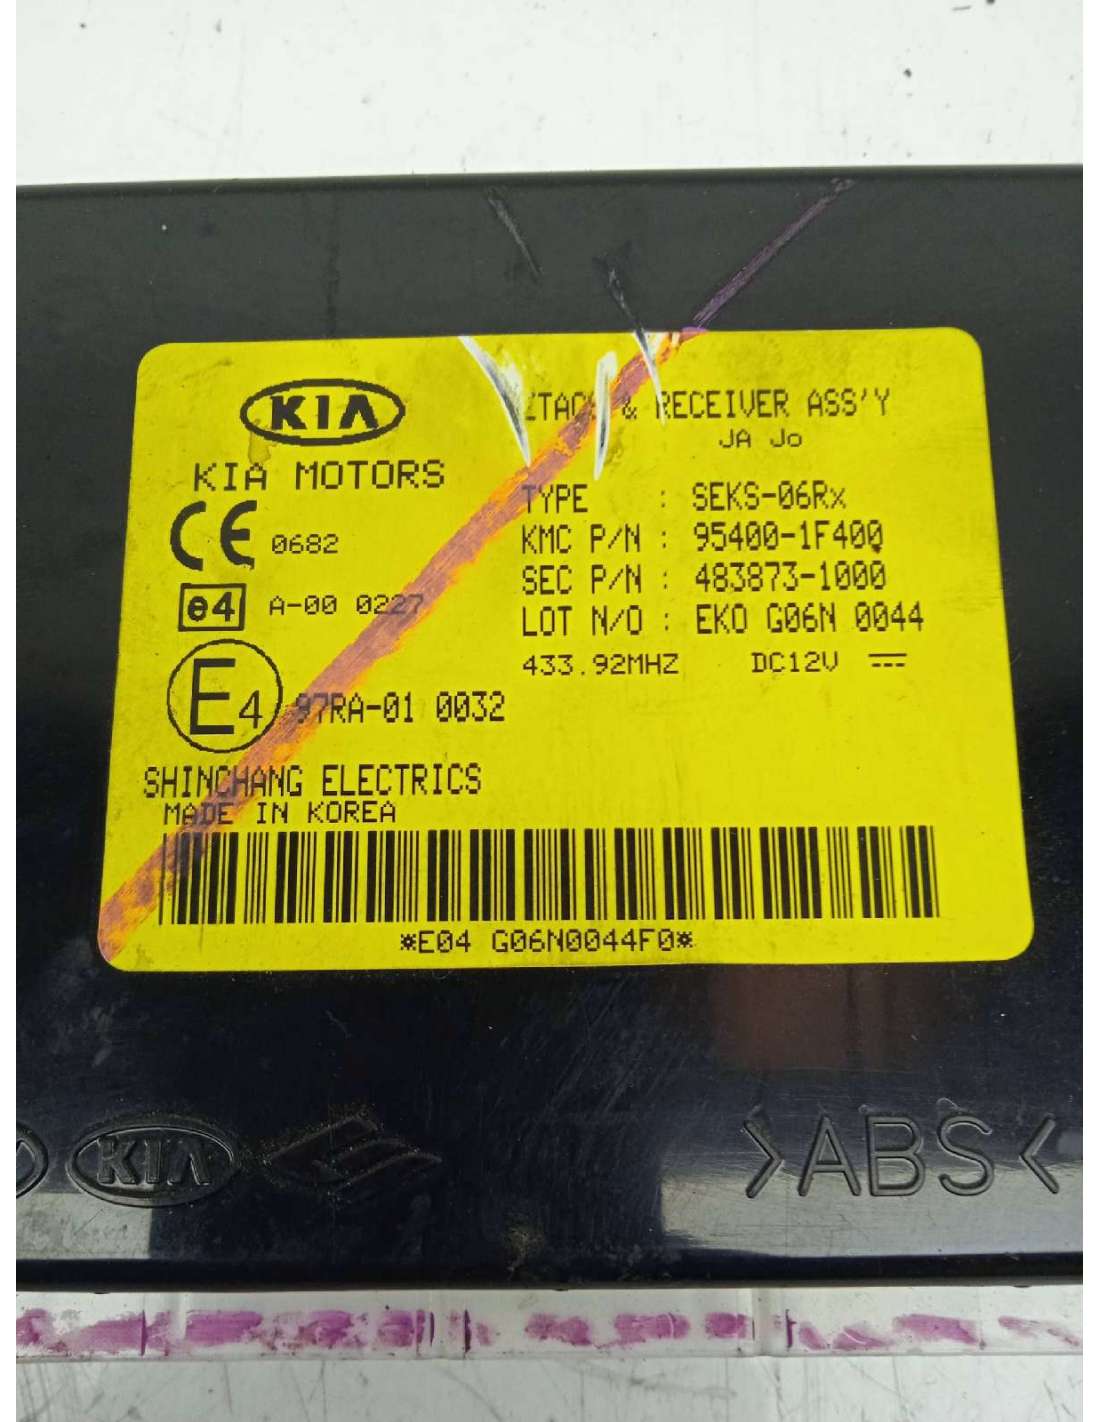 KIA
KIA MOTORS
CE 0682
e4 A-00 0227
E4 97RA-01 0032
& RECEIVER ASS'Y
JA Jo
TYPE : SEKS-06Rx
KMC P/N : 95400-1F400
SEC P/N : 483873-1000
LOT N/O : EKO G06N 0044
433.92MHZ DC12V
SHINCHANG ELECTRICS
MADE IN KOREA
*E04 G06N0044F0*
KIA
>ABS<